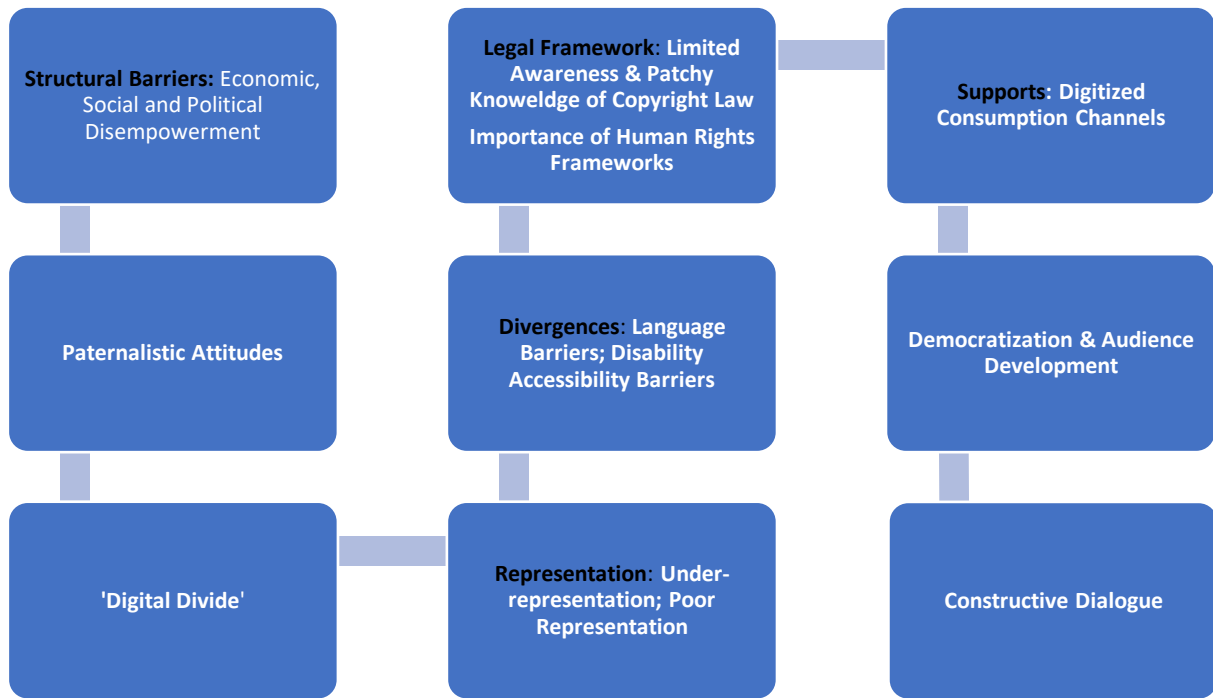 Structural Barriers: Economic,
Social and Political
Disempowerment
Paternalistic Attitudes
'Digital Divide'
Representation: Under-
representation; Poor
Representation
Divergences: Language
Barriers; Disability
Accessibility Barriers
Legal Framework: Limited
Awareness & Patchy
Knoweldge of Copyright Law
Importance of Human Rights
Frameworks
Supports: Digitized
Consumption Channels
Democratization & Audience
Development
Constructive Dialogue